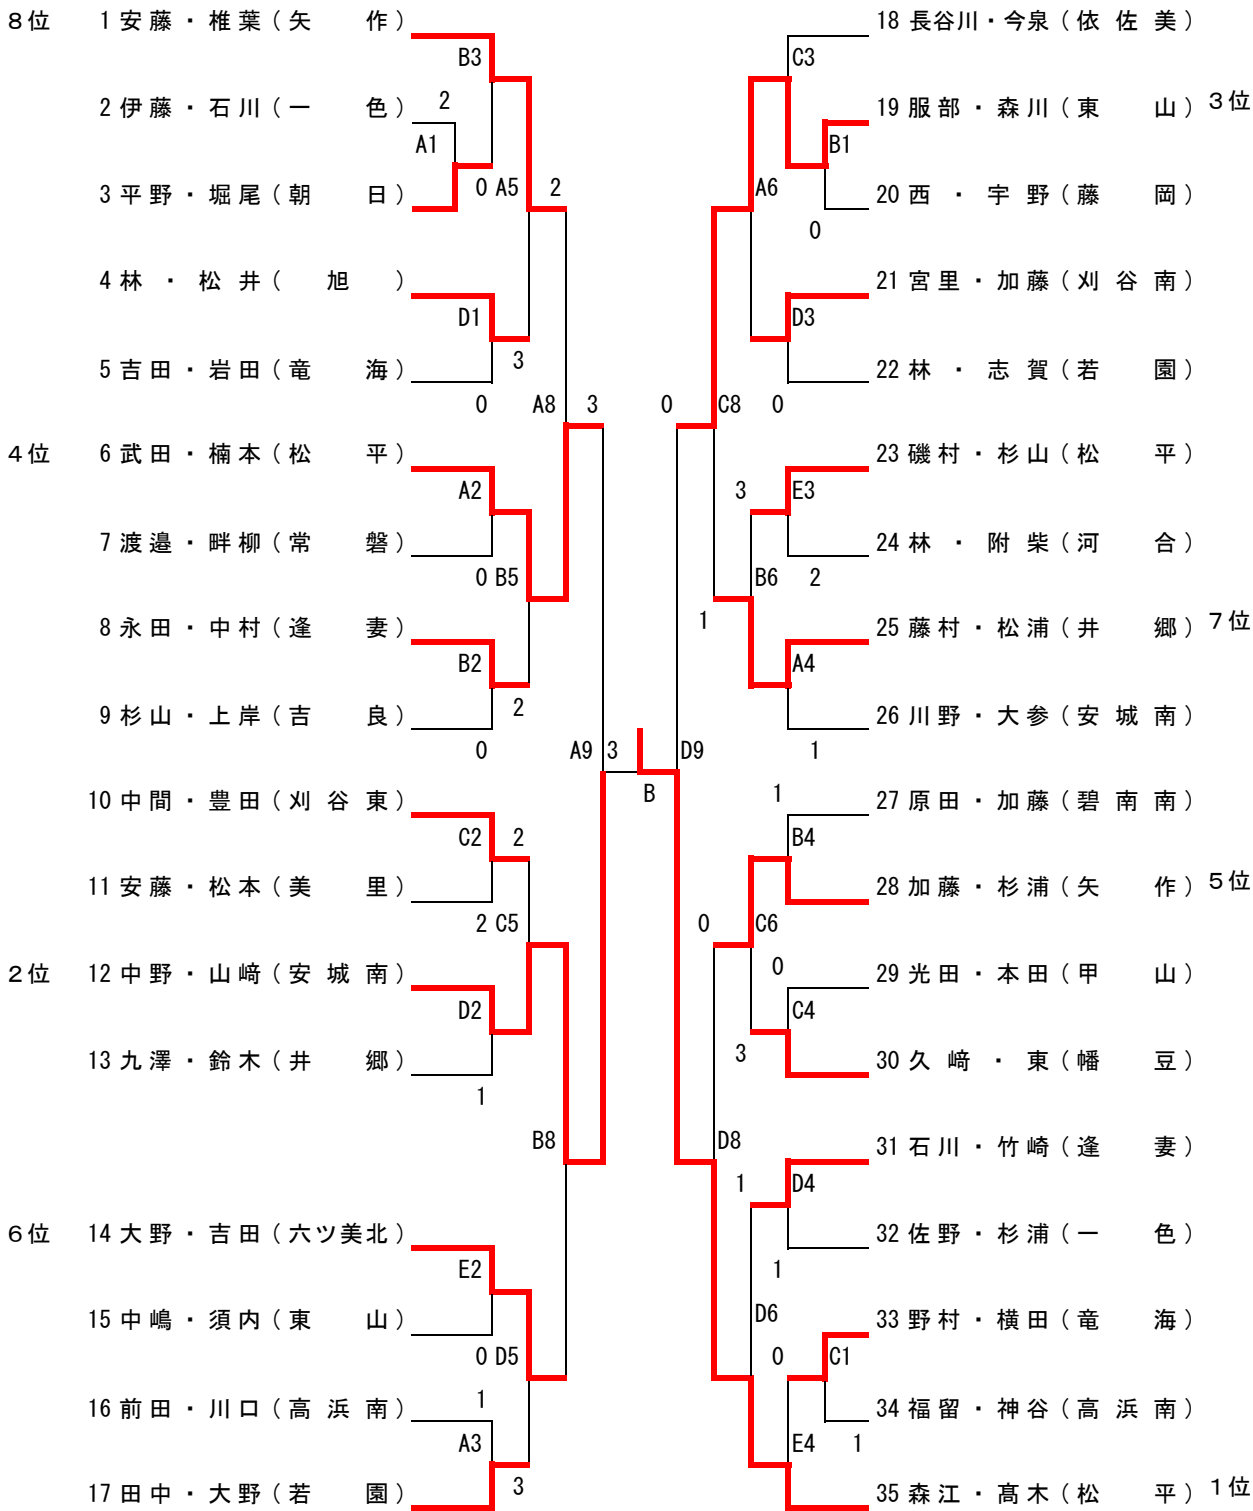 8位 1 安藤・椎葉（矢作）
B3
2 伊藤・石川（一色） 2
A1
3 平野・堀尾（朝日） 0 A5 2
4 林・松井（旭）
D1
5 吉田・岩田（竜海） 3
0 A8 3
4位 6 武田・楠本（松平）
A2
7 渡邉・畔柳（常磐）
0 B5
8 永田・中村（逢妻）
B2
9 杉山・上岸（吉良） 2
0 A9 3
10 中間・豊田（刈谷東）
C2 2
11 安藤・松本（美里）
2 C5
2位 12 中野・山﨑（安城南）
D2
13 九澤・鈴木（井郷）
1
B8
6位 14 大野・吉田（六ツ美北）
E2
15 中嶋・須内（東山）
0 D5
16 前田・川口（高浜南） 1
A3
17 田中・大野（若園） 3
B
18 長谷川・今泉（依佐美）
C3
19 服部・森川（東山） 3位
B1
A6 20 西・宇野（藤岡）
0
21 宮里・加藤（刈谷南）
D3
22 林・志賀（若園）
0 C8 0
23 磯村・杉山（松平）
3 E3
24 林・附柴（河合）
B6 2
1 25 藤村・松浦（井郷） 7位
A4
26 川野・大参（安城南）
D9 1
1 27 原田・加藤（碧南南）
B4
28 加藤・杉浦（矢作） 5位
0 C6
0 29 光田・本田（甲山）
C4
3 30 久﨑・東（幡豆）
D8 31 石川・竹崎（逢妻）
1 D4
32 佐野・杉浦（一色）
1
D6 33 野村・横田（竜海）
0 C1
34 福留・神谷（高浜南）
E4 1
35 森江・髙木（松平） 1位